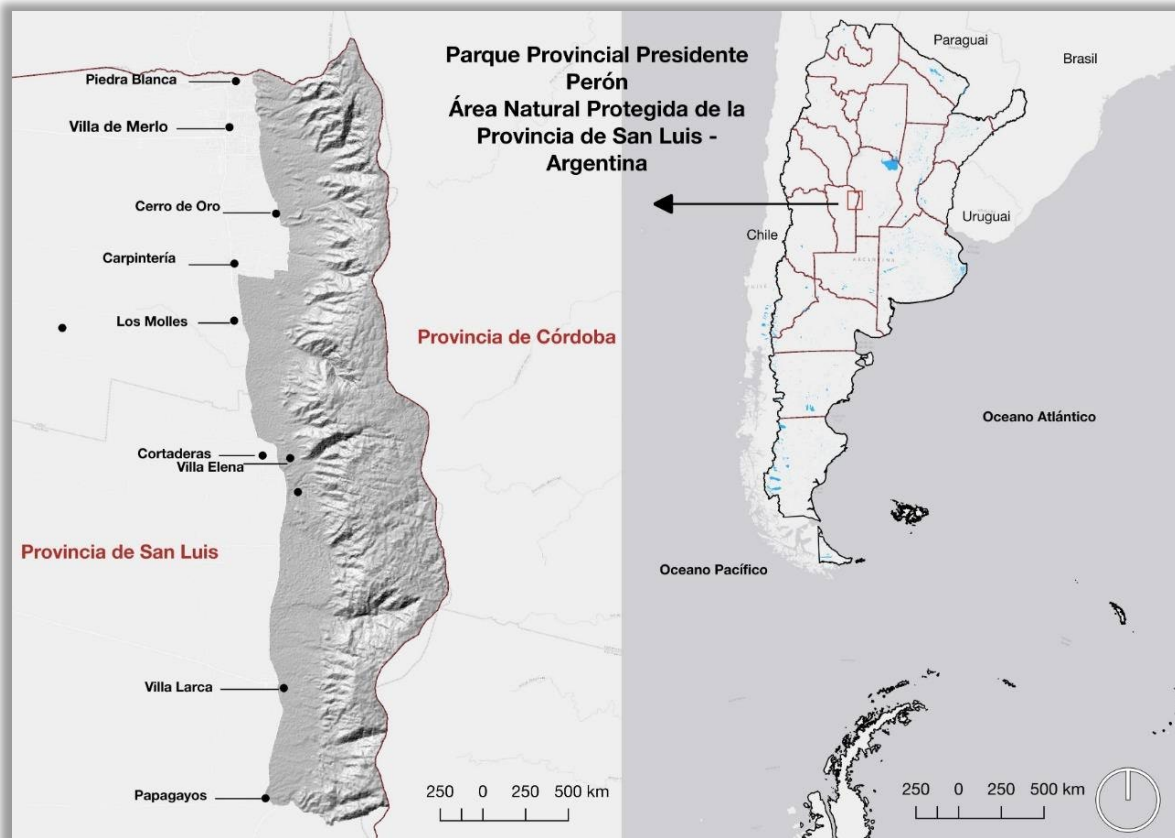 Parque Provincial Presidente
Perón
Área Natural Protegida de la
Provincia de San Luis -
Argentina
Piedra Blanca
Villa de Merlo
Cerro de Oro
Carpintería
Los Molles
Cortaderas
Villa Elena
Villa Larca
Papagayos
Provincia de Córdoba
Provincia de San Luis
250 0 250 500 km
Paraguai
Brasil
Uruguai
Chile
ARGENTINA
Oceano Atlántico
Oceano Pacífico
250 0 250 500 km